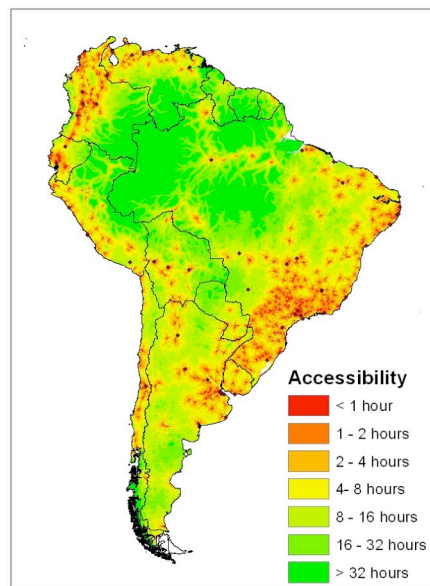 Accessibility
< 1 hour
1 - 2 hours
2 - 4 hours
4- 8 hours
8 - 16 hours
16 - 32 hours
> 32 hours